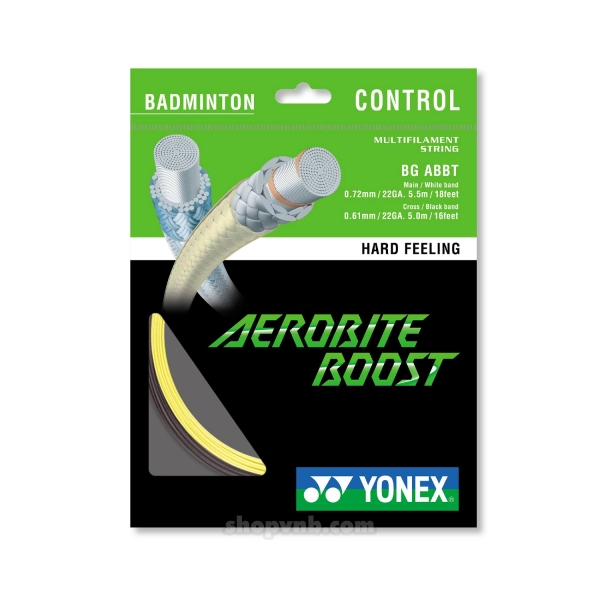 BADMINTON
CONTROL
MULTIFILAMENT
STRING
BG ABBT
Main / White band
0.72mm / 22GA. 5.5m / 18feet
Cross / Black band
0.61mm / 22GA. 5.0m / 16feet
HARD FEELING
AEROBITE
BOOST
YONEX®
shopvnb.com